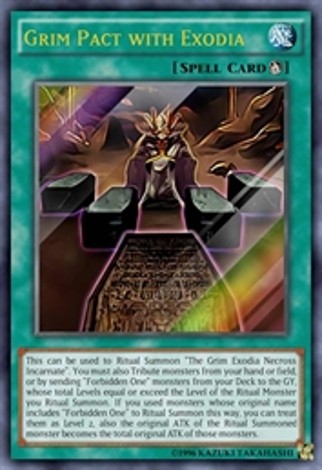 Grim Pact with Exodia
[Spell Card]
This can be used to Ritual Summon "The Grim Exodia Necross
Incarnate". You must also Tribute monsters from your hand or field,
or by sending "Forbidden One" monsters from your Deck to the GY,
whose total Levels equal or exceed the Level of the Ritual Monster
you Ritual Summon. If you used monsters whose original name
includes "Forbidden One" to Ritual Summon this way, you can treat
them as Level 2, also the original ATK of the Ritual Summoned
monster becomes the total original ATK of those monsters.
©1996 KAZUKI TAKAHASHI